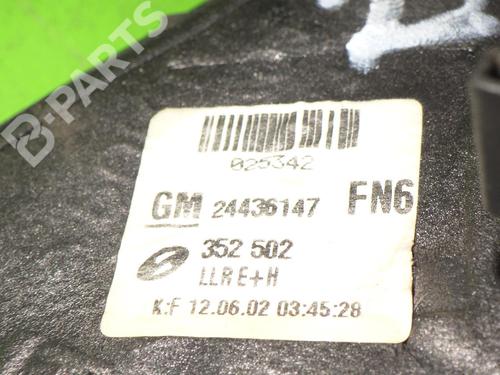 B-PARTS
025342
GM 24436147 FN6
352 502
LLR E+H
K:F 12.06.02 03:45:28